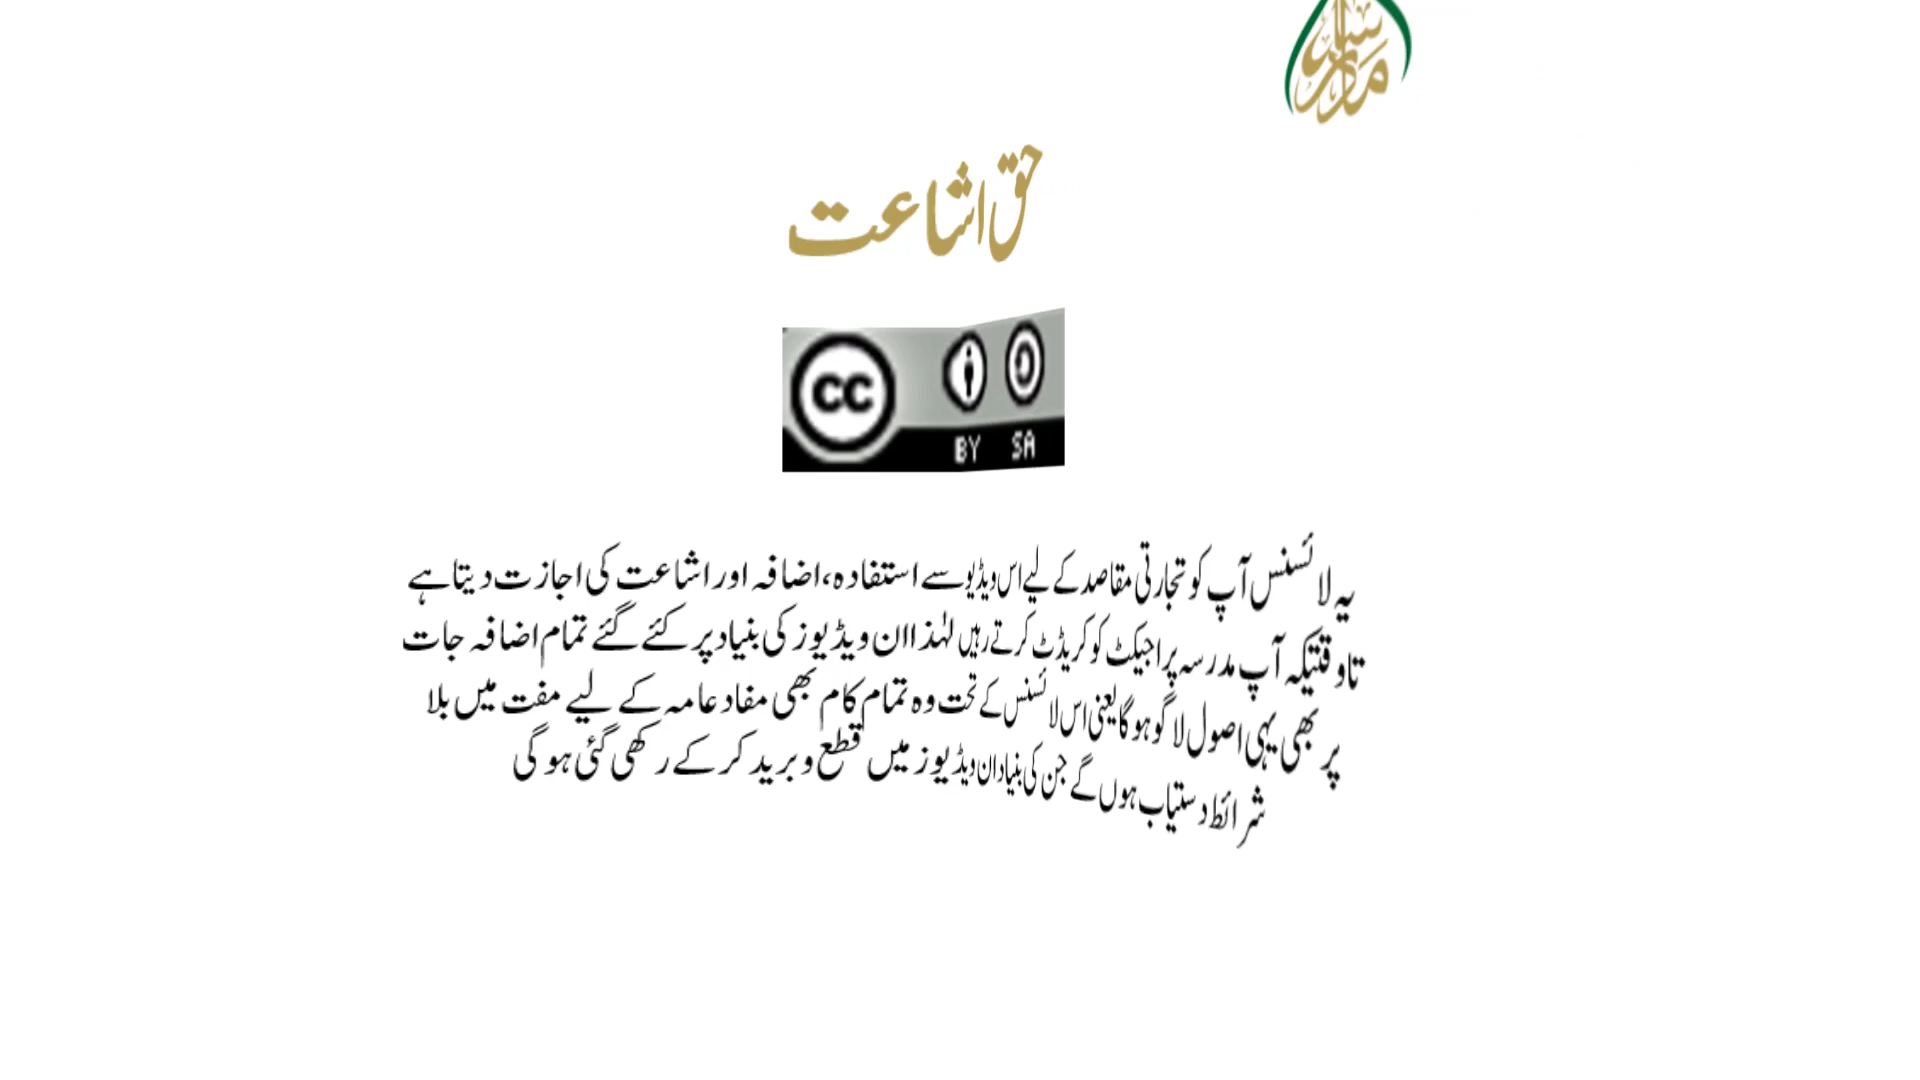 حق اشاعت
cc
BY SA
یہ لائسنس آپ کو تجارتی مقاصد کے لیے اس ویڈیو سے استفادہ، اضافہ اور اشاعت کی اجازت دیتا ہے
تاوقتیکہ آپ مدرسہ پراجیکٹ کو کریڈٹ کرتے رہیں لہٰذا ان ویڈیوز کی بنیاد پر کئے گئے تمام اضافہ جات
پر بھی یہی اصول لاگو ہو گا یعنی اس لائسنس کے تحت وہ تمام کام بھی مفاد عامہ کے لیے مفت میں بلا
شرائط دستیاب ہوں گے جن کی بنیاد ان ویڈیوز میں قطع و برید کر کے رکھی گئی ہو گی